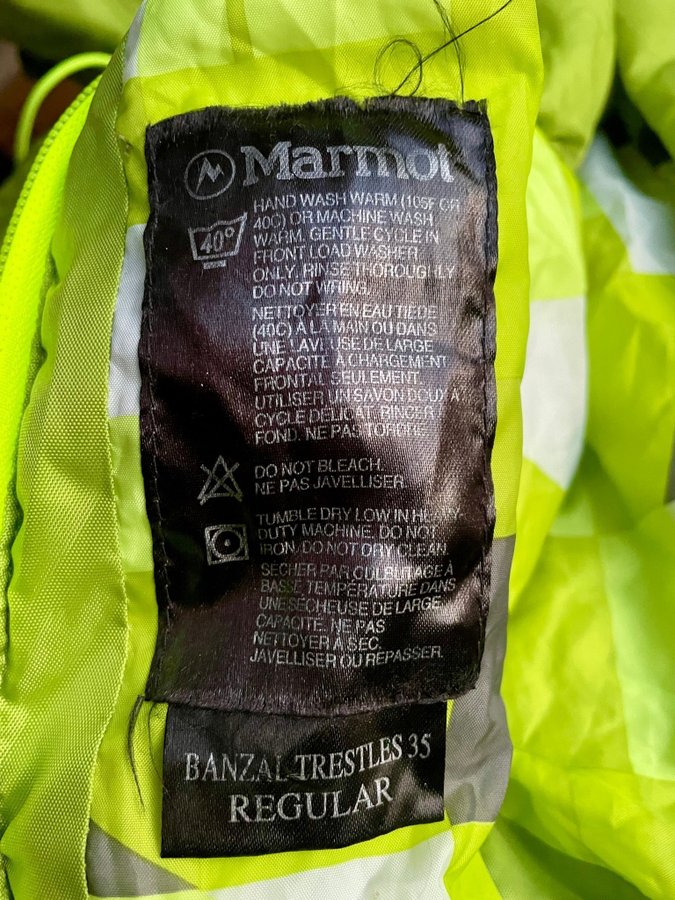 Marmot
HAND WASH WARM (105F OR
40C) OR MACHINE WASH
WARM, GENTLE CYCLE IN
FRONT LOAD WASHER
ONLY, RINSE THOROUGHLY
DO NOT WRING.
40°
NETTOYER EN EAU TIEDE
(40C) À LA MAIN OU DANS
UNE LAVEUSE DE LARGE
CAPACITÉ À CHARGEMENT
FRONTAL SEULEMENT.
UTILISER UN SAVON DOUX À
CYCLE DELICAT. RINCER
FOND. NE PAS TORDRE.
DO NOT BLEACH.
NE PAS JAVELLISER.
TUMBLE DRY LOW IN HEAVY
DUTY MACHINE. DO NOT
IRON. DO NOT DRY CLEAN.
SÉCHER PAR CULBUTAGE À
BASSE TEMPÉRATURE DANS
UNE SÉCHEUSE DE LARGE
CAPACITE. NE PAS
NETTOYER A SEC,
JAVELLISER OU REPASSER.
BANZAI TRESTLES 35
REGULAR